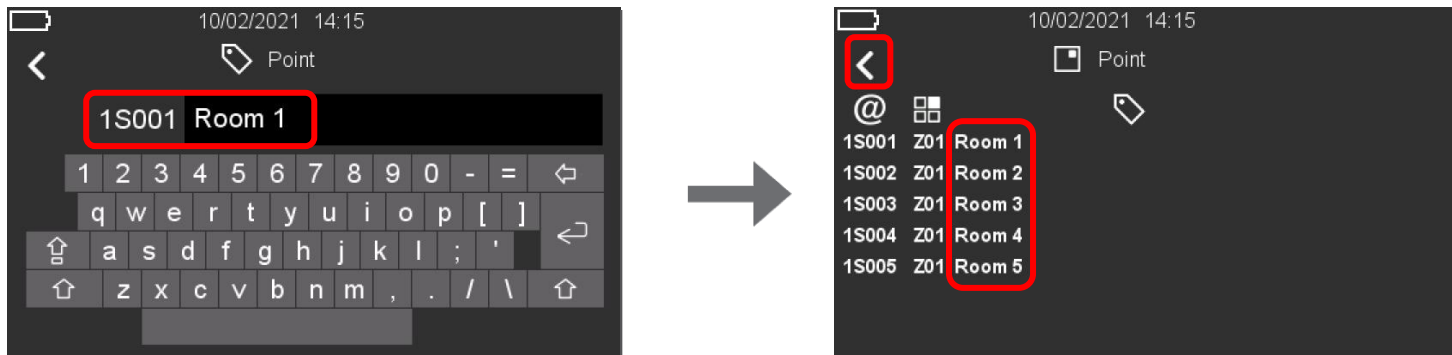 10/02/2021 14:15
Point
1S001 Room 1
1 2 3 4 5 6 7 8 9 0 - =
q w e r t y u i o p [ ]
a s d f g h j k l ; '
z x c v b n m , . / \
10/02/2021 14:15
Point
@
1S001 Z01 Room 1
1S002 Z01 Room 2
1S003 Z01 Room 3
1S004 Z01 Room 4
1S005 Z01 Room 5